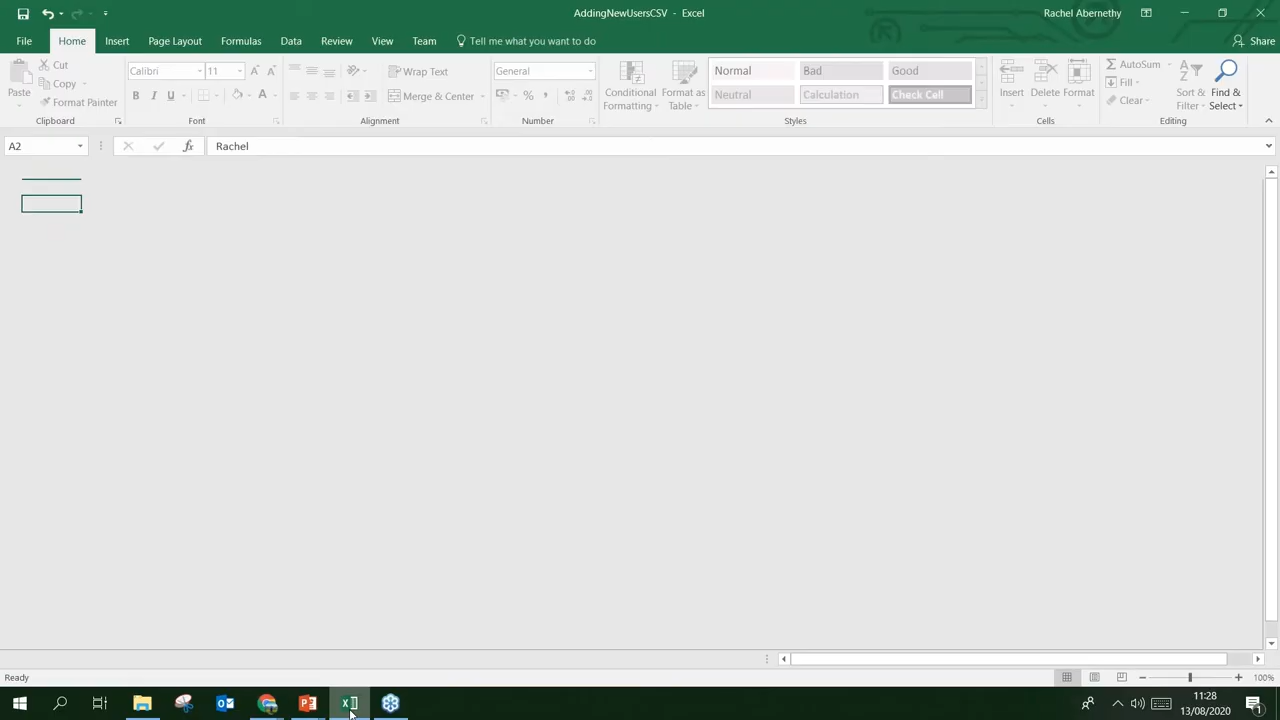 AddingNewUsersCSV - Excel
Rachel Abernethy
File Home Insert Page Layout Formulas Data Review View Team Tell me what you want to do Share
Paste
Cut
Copy
Format Painter
Clipboard
Calibri 11
B I U
Font
Wrap Text
Merge & Center
Alignment
General
%
Number
Conditional Formatting
Format as Table
Normal Bad Good
Neutral Calculation Check Cell
Styles
Insert Delete Format
Cells
AutoSum
Fill
Clear
Sort & Filter
Find & Select
Editing
A2 fx Rachel
Ready
100%
11:28
13/08/2020